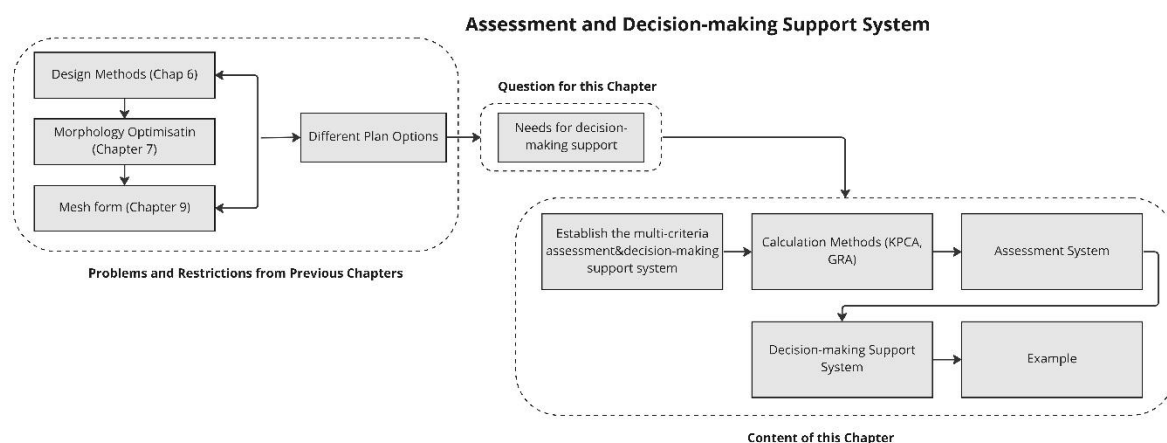 Assessment and Decision-making Support System
Design Methods (Chap 6)
Morphology Optimisatin
(Chapter 7)
Mesh form (Chapter 9)
Different Plan Options
Problems and Restrictions from Previous Chapters
Question for this Chapter
Needs for decision-
making support
Establish the multi-criteria
assessment&decision-making
support system
Calculation Methods (KPCA,
GRA)
Assessment System
Decision-making Support
System
Example
Content of this Chapter